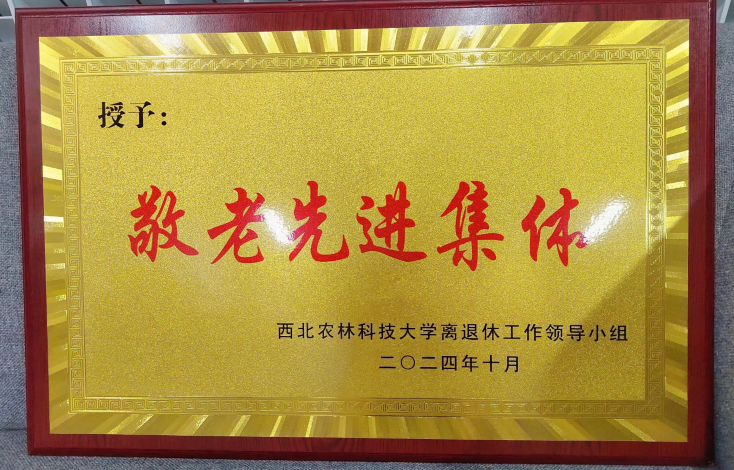 授予：
敬老先进集体
西北农林科技大学离退休工作领导小组
二〇二四年十月